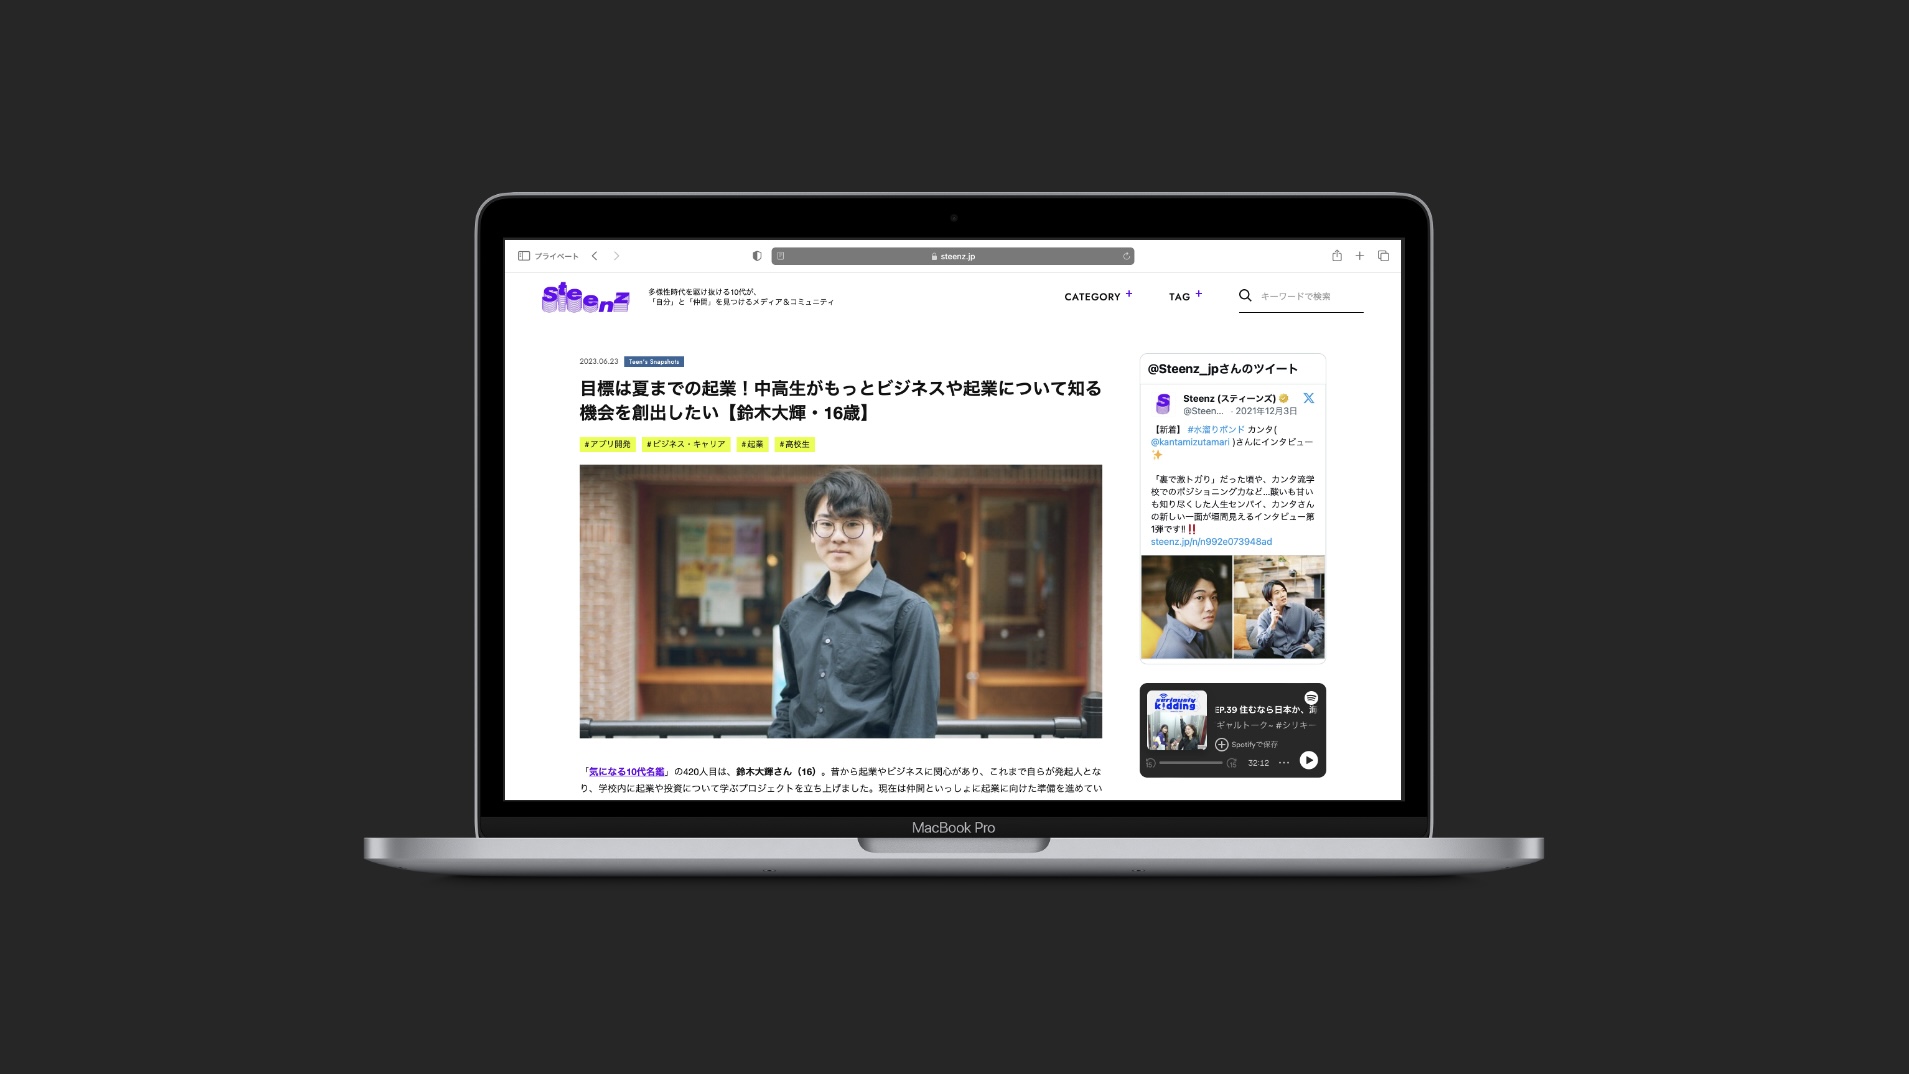 プライベート
steenz.jp
steenz
多様性時代を駆け抜ける10代が、
「自分」と「仲間」を見つけるメディア&コミュニティ
CATEGORY +
TAG +
キーワードで検索
2023.06.23 Teen's Snapshots
目標は夏までの起業!中高生がもっとビジネスや起業について知る
機会を創出したい【鈴木大輝・16歳】
#アプリ開発 #ビジネス・キャリア #起業 #高校生
「気になる10代名鑑」の420人目は、鈴木大輝さん(16)。昔から起業やビジネスに関心があり、これまで自らが発起人とな
り、学校内に起業や投資について学ぶプロジェクトを立ち上げました。現在は仲間といっしょに起業に向けた準備を進めてい
@Steenz_jpさんのツイート
Steenz (スティーンズ)
@Steen... · 2021年12月3日
【新着】 #水溜りボンド カンタ(
@kantamizutamari )さんにインタビュー
「裏で激トガり」だった頃や、カンタ流学
校でのポジショニング力など...酸いも甘い
も知り尽くした人生センパイ、カンタさん
の新しい一面が垣間見えるインタビュー第
1弾です‼️‼️
steenz.jp/n/n992e073948ad
seriously
k!dding
EP.39 住むなら日本か、
ギャルトーク~ #シリキー
Spotifyで保存
15
15
32:12
MacBook Pro